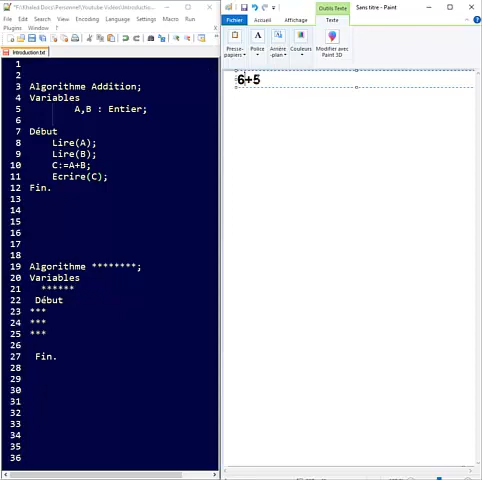 *F:\Khaled Docs\Personnel\Youtube Videos\Introductio...
File Edit Search View Encoding Language Settings Macro Run
Plugins Window ?
Introduction.txt
1
2
3 Algorithme Addition;
4 Variables
5 A,B : Entier;
6
7 Début
8 Lire(A);
9 Lire(B);
10 C:=A+B;
11 Ecrire(C);
12 Fin.
13
14
15
16
17
18
19 Algorithme ********;
20 Variables
21 ******
22 Début
23 ***
24 ***
25 ***
26
27 Fin.
28
29
30
31
32
33
34
35
36
Outils Texte
Sans titre - Paint
Fichier Accueil Affichage Texte
Presse-papiers Police Arrière-plan Couleurs Modifier avec Paint 3D
6+5